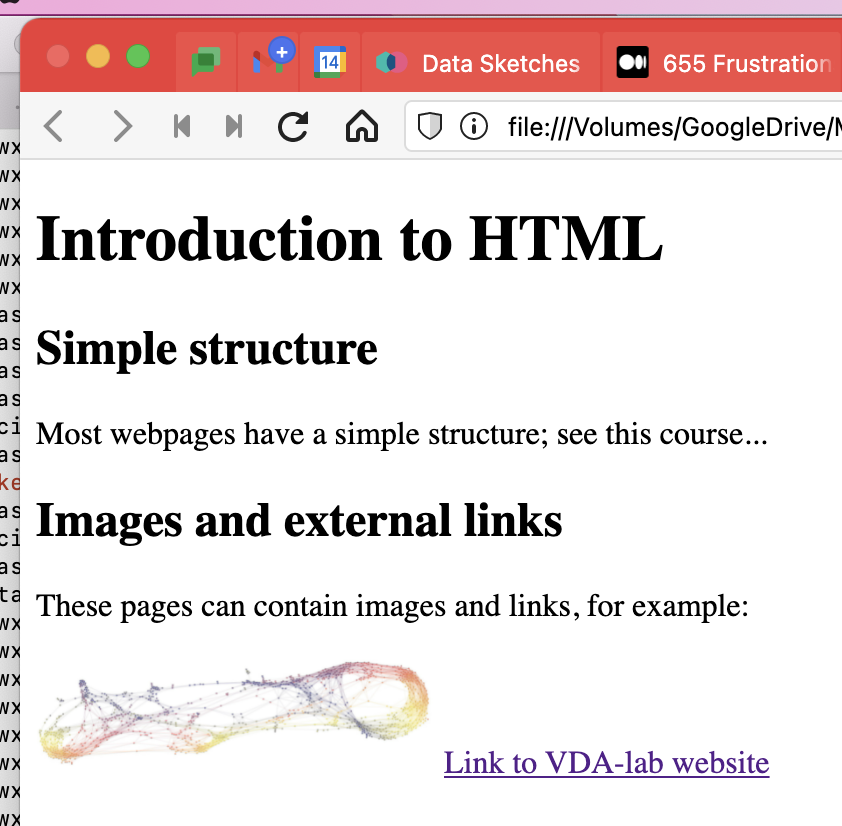 14
Data Sketches
655 Frustration
file:///Volumes/GoogleDrive/
Introduction to HTML
Simple structure
Most webpages have a simple structure; see this course...
Images and external links
These pages can contain images and links, for example:
Link to VDA-lab website